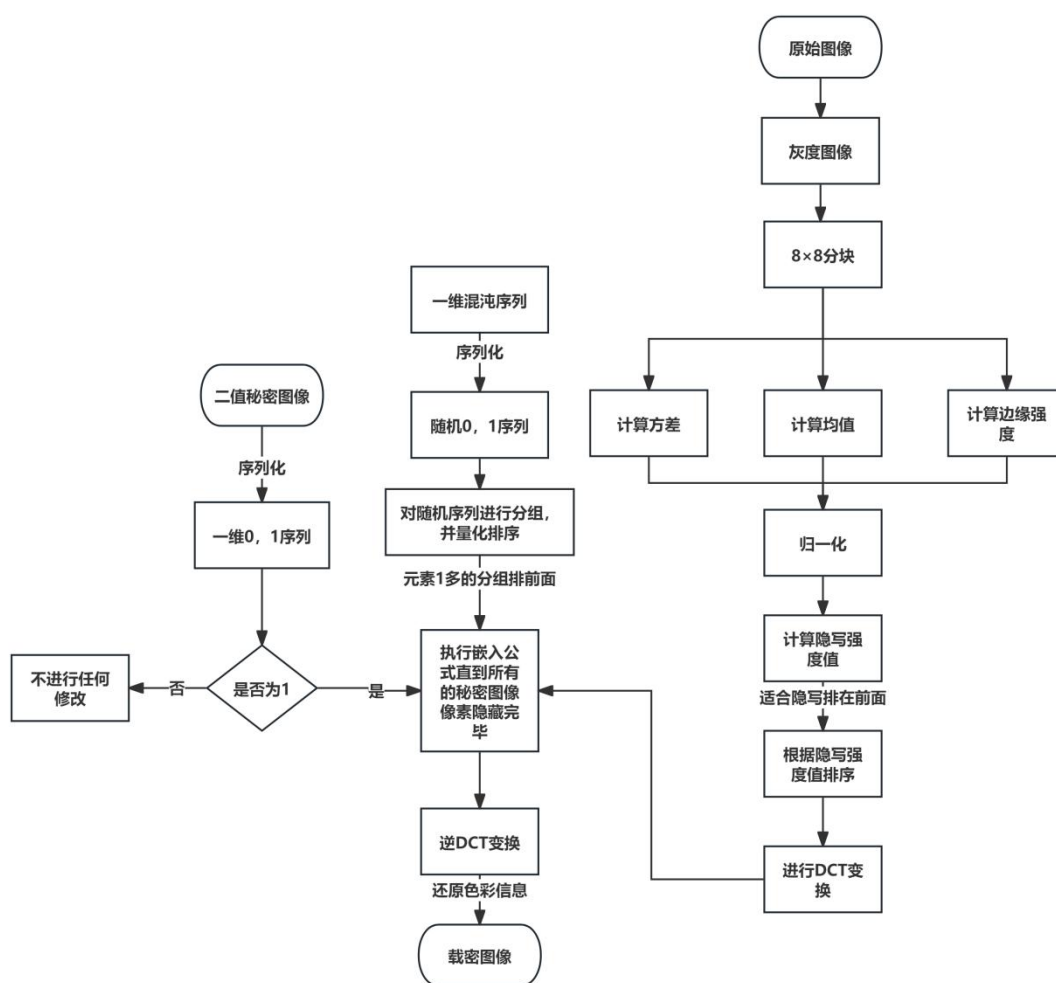 原始图像
灰度图像
8×8分块
一维混沌序列
序列化
二值秘密图像
随机0，1序列
计算方差
计算均值
计算边缘强
度
序列化
对随机序列进行分组，
并量化排序
一维0，1序列
归一化
元素1多的分组排前面
计算隐写强
度值
不进行任何
修改
否
是否为1
是
执行嵌入公
式直到所有
的秘密图像
像素隐藏完
毕
适合隐写排在前面
根据隐写强
度值排序
逆DCT变换
进行DCT变
换
还原色彩信息
载密图像